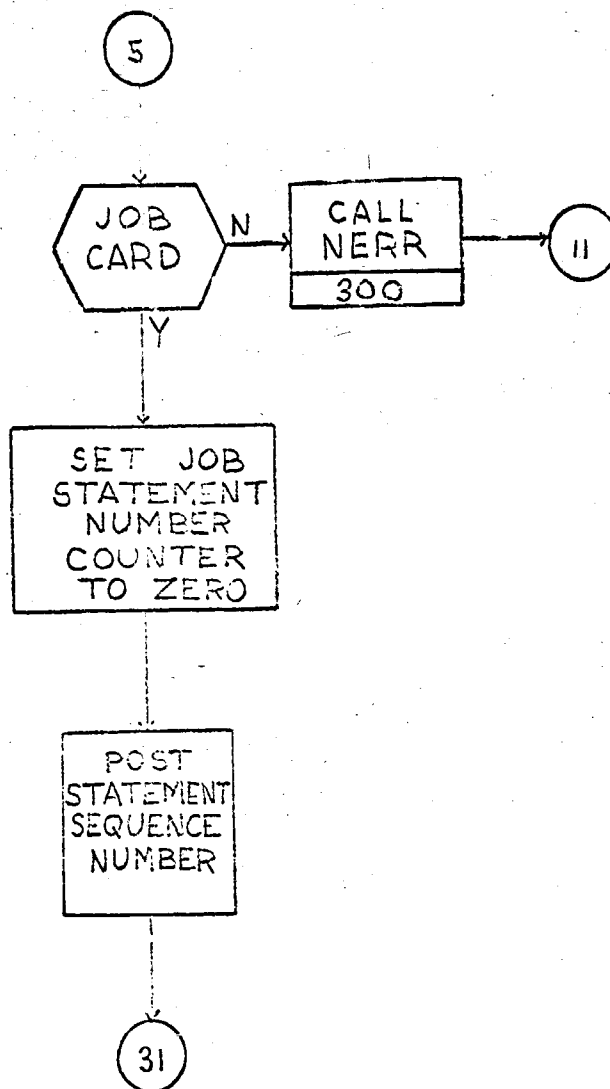 5
JOB
CARD
N
CALL
NERR
300
11
Y
SET JOB
STATEMENT
NUMBER
COUNTER
TO ZERO
POST
STATEMENT
SEQUENCE
NUMBER
31